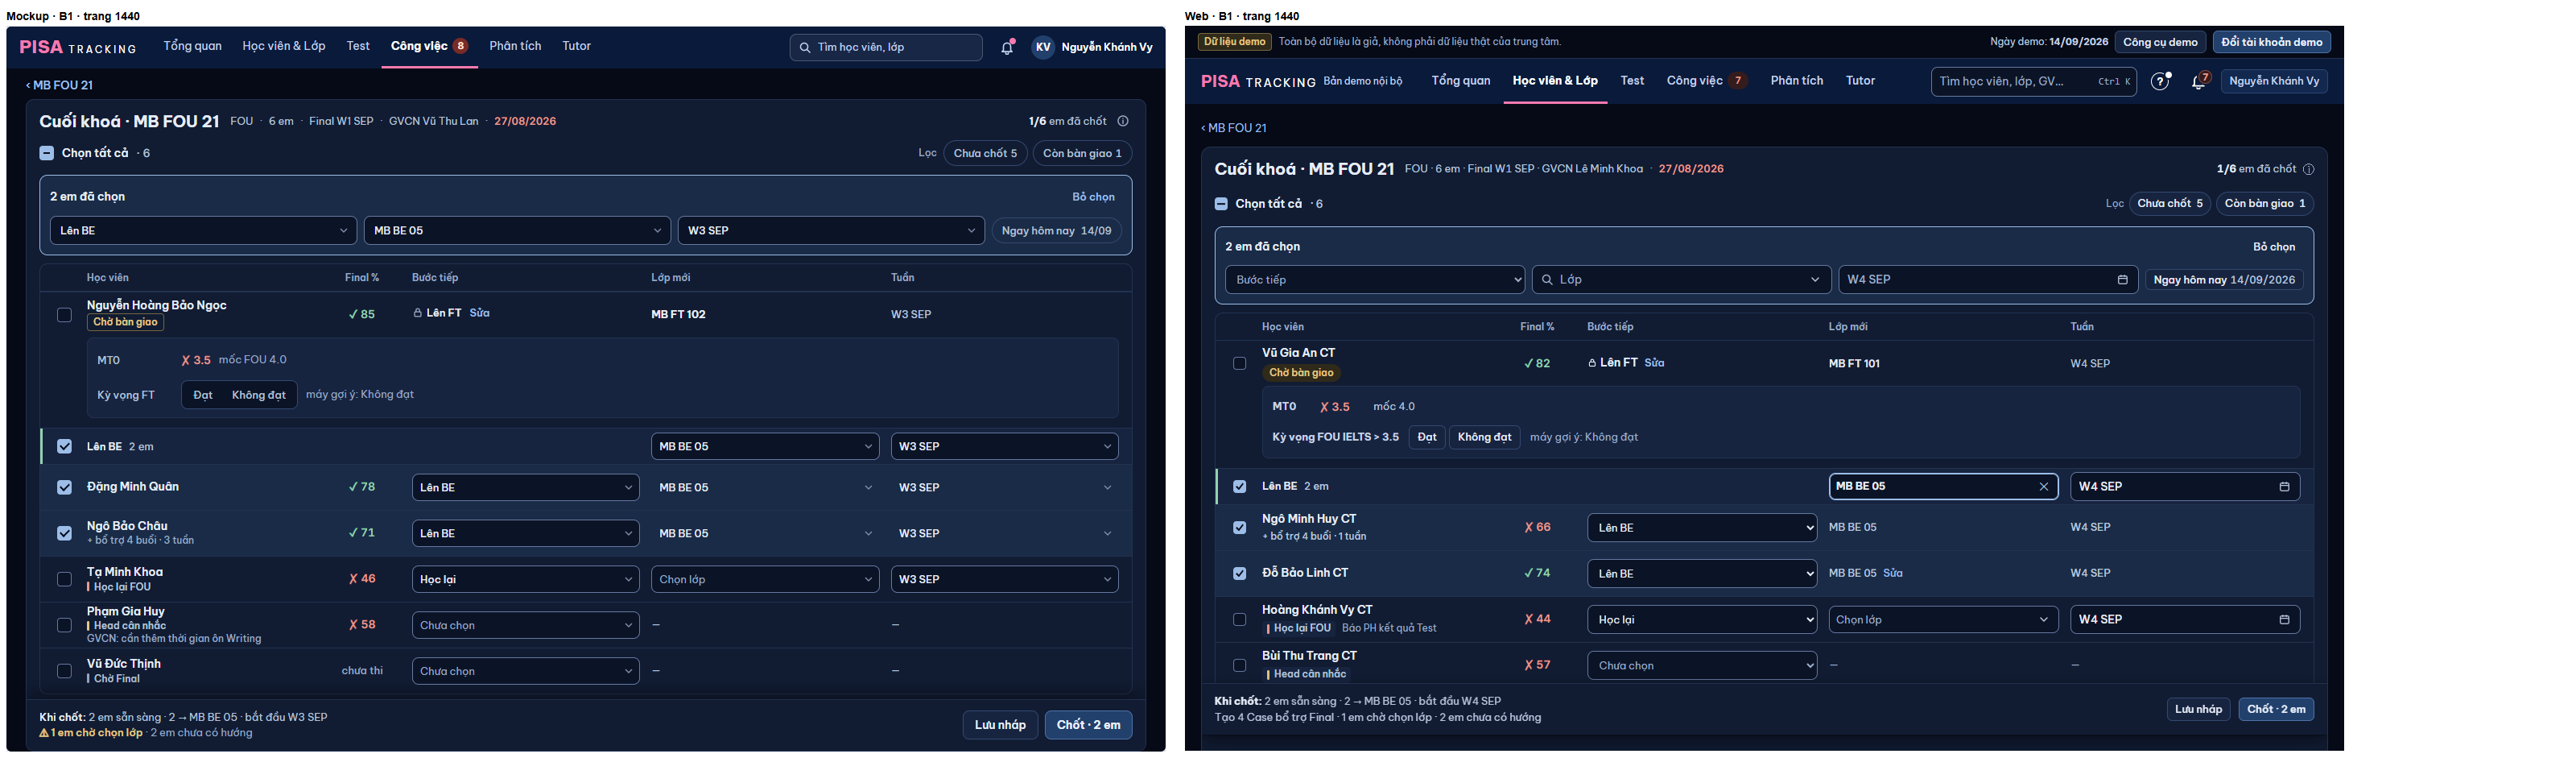 Mockup · B1 · trang 1440
PISA TRACKING Tổng quan Học viên & Lớp Test Công việc 8 Phân tích Tutor Tìm học viên, lớp KV Nguyễn Khánh Vy
‹ MB FOU 21
Cuối khoá · MB FOU 21 FOU · 6 em · Final W1 SEP · GVCN Vũ Thu Lan · 27/08/2026 1/6 em đã chốt
Chọn tất cả · 6 Lọc Chưa chốt 5 Còn bàn giao 1
2 em đã chọn Bỏ chọn
Lên BE MB BE 05 W3 SEP Ngay hôm nay 14/09
Học viên Final % Bước tiếp Lớp mới Tuần
Nguyễn Hoàng Bảo Ngọc
Chờ bàn giao ✓ 85 Lên FT Sửa MB FT 102 W3 SEP
MT0 ✗ 3.5 mốc FOU 4.0
Kỳ vọng FT Đạt Không đạt máy gợi ý: Không đạt
Lên BE 2 em MB BE 05 W3 SEP
Đặng Minh Quân ✓ 78 Lên BE MB BE 05 W3 SEP
Ngô Bảo Châu ✓ 71 Lên BE MB BE 05 W3 SEP
+ bổ trợ 4 buổi · 3 tuần
Tạ Minh Khoa ✗ 46 Học lại Chọn lớp W3 SEP
Học lại FOU
Phạm Gia Huy
Head cân nhắc ✗ 58 Chưa chọn – –
GVCN: cần thêm thời gian ôn Writing
Vũ Đức Thịnh chưa thi Chưa chọn – –
Chờ Final
Khi chốt: 2 em sẵn sàng · 2 → MB BE 05 · bắt đầu W3 SEP
⚠ 1 em chờ chọn lớp · 2 em chưa có hướng
Lưu nháp Chốt · 2 em
Web · B1 · trang 1440
Dữ liệu demo Toàn bộ dữ liệu là giả, không phải dữ liệu thật của trung tâm. Ngày demo: 14/09/2026 Công cụ demo Đổi tài khoản demo
PISA TRACKING Bản demo nội bộ Tổng quan Học viên & Lớp Test Công việc 7 Phân tích Tutor Tìm học viên, lớp, GV... Ctrl K ? 7 Nguyễn Khánh Vy
‹ MB FOU 21
Cuối khoá · MB FOU 21 FOU · 6 em · Final W1 SEP · GVCN Lê Minh Khoa · 27/08/2026 1/6 em đã chốt
Chọn tất cả · 6 Lọc Chưa chốt 5 Còn bàn giao 1
2 em đã chọn Bỏ chọn
Bước tiếp Lớp W4 SEP Ngay hôm nay 14/09/2026
Học viên Final % Bước tiếp Lớp mới Tuần
Vũ Gia An CT
Chờ bàn giao ✓ 82 Lên FT Sửa MB FT 101 W4 SEP
MT0 ✗ 3.5 mốc 4.0
Kỳ vọng FOU IELTS > 3.5 Đạt Không đạt máy gợi ý: Không đạt
Lên BE 2 em MB BE 05 W4 SEP
Ngô Minh Huy CT ✗ 66 Lên BE MB BE 05 W4 SEP
+ bổ trợ 4 buổi · 1 tuần
Đỗ Bảo Linh CT ✓ 74 Lên BE MB BE 05 Sửa W4 SEP
Hoàng Khánh Vy CT ✗ 44 Học lại Chọn lớp W4 SEP
Học lại FOU Báo PH kết quả Test
Bùi Thu Trang CT ✗ 57 Chưa chọn – –
Head cân nhắc
Khi chốt: 2 em sẵn sàng · 2 → MB BE 05 · bắt đầu W4 SEP
Tạo 4 Case bổ trợ Final · 1 em chờ chọn lớp · 2 em chưa có hướng
Lưu nháp Chốt · 2 em